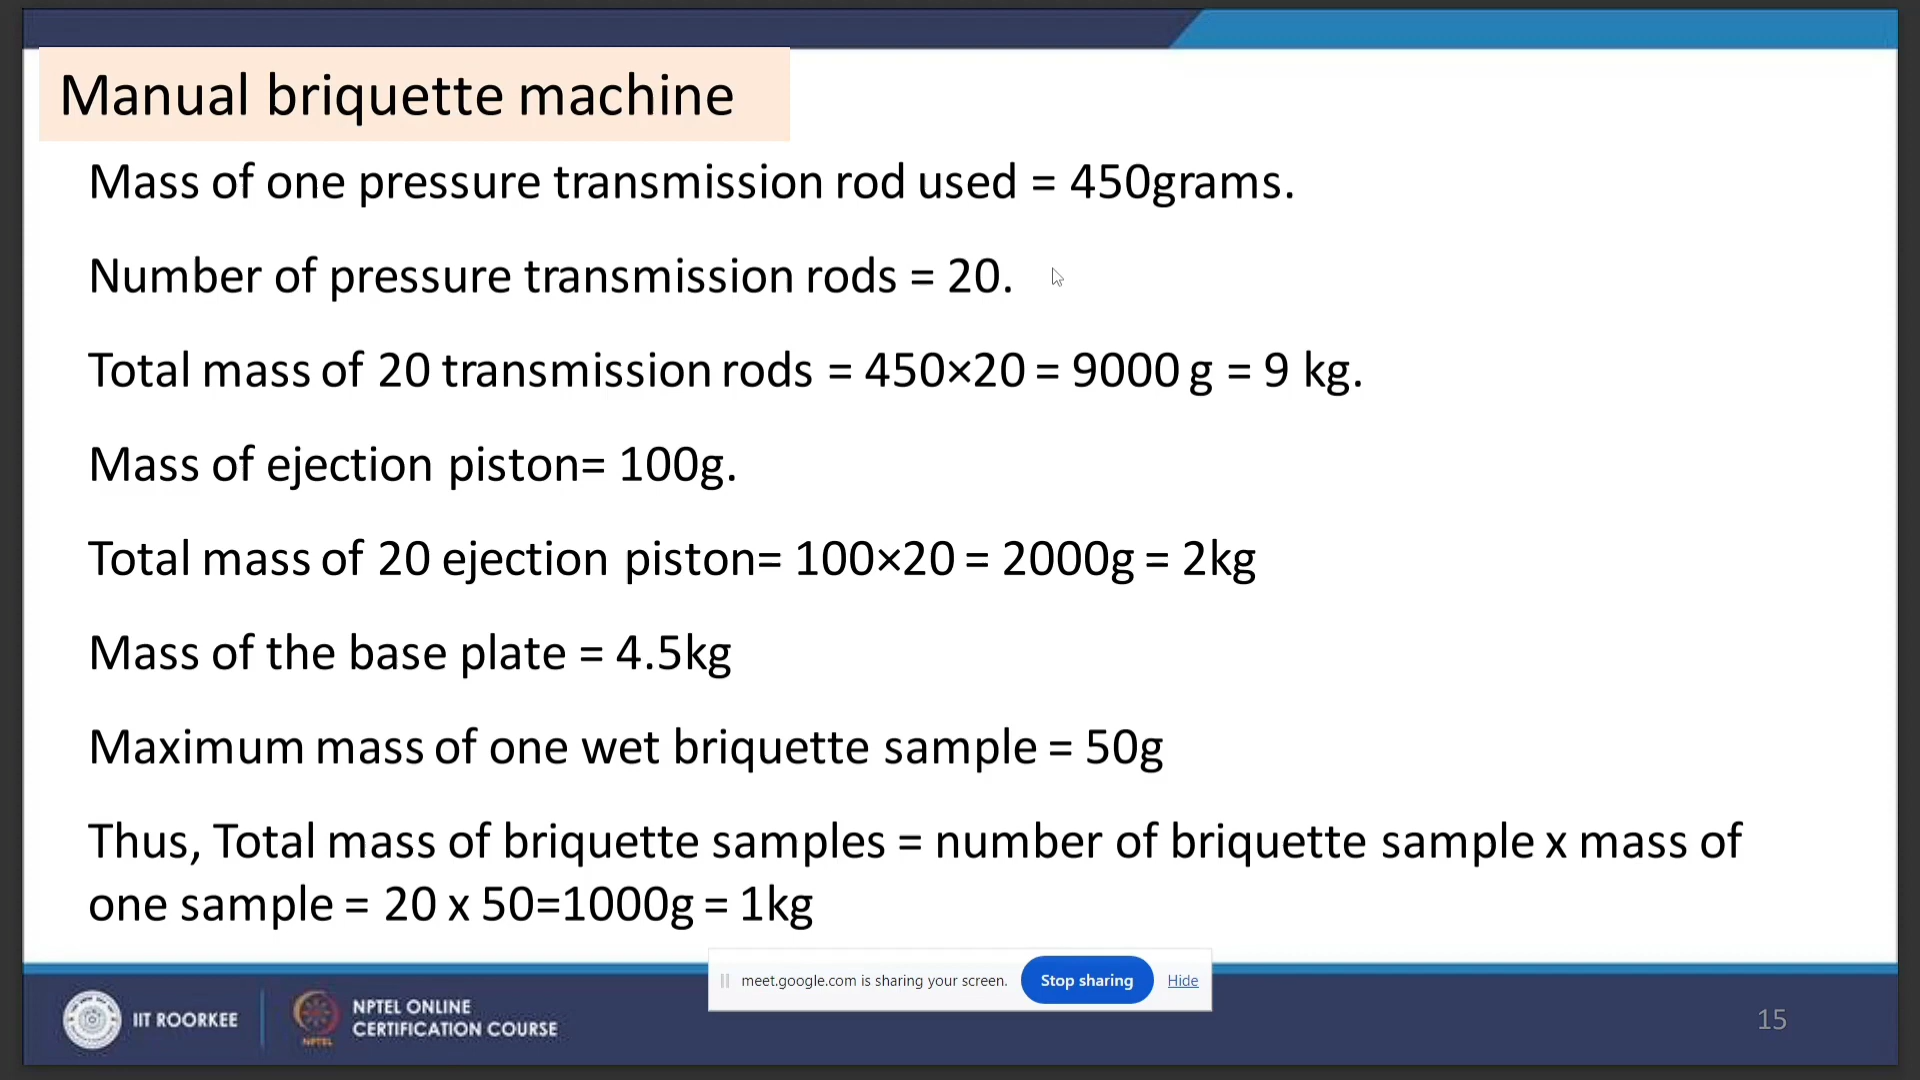 Manual briquette machine
Mass of one pressure transmission rod used = 450grams.
Number of pressure transmission rods = 20.
Total mass of 20 transmission rods = 450×20 = 9000 g = 9 kg.
Mass of ejection piston= 100g.
Total mass of 20 ejection piston= 100×20 = 2000g = 2kg
Mass of the base plate = 4.5kg
Maximum mass of one wet briquette sample = 50g
Thus, Total mass of briquette samples = number of briquette sample x mass of
one sample = 20 x 50=1000g = 1kg
meet.google.com is sharing your screen. Stop sharing Hide
IIT ROORKEE
NPTEL ONLINE
CERTIFICATION COURSE
NPTEL
15